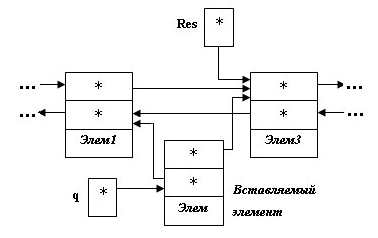 Res *
... * * ...
... * * ...
Элем1 Элем3
*
q * * Вставляемый
Элем элемент